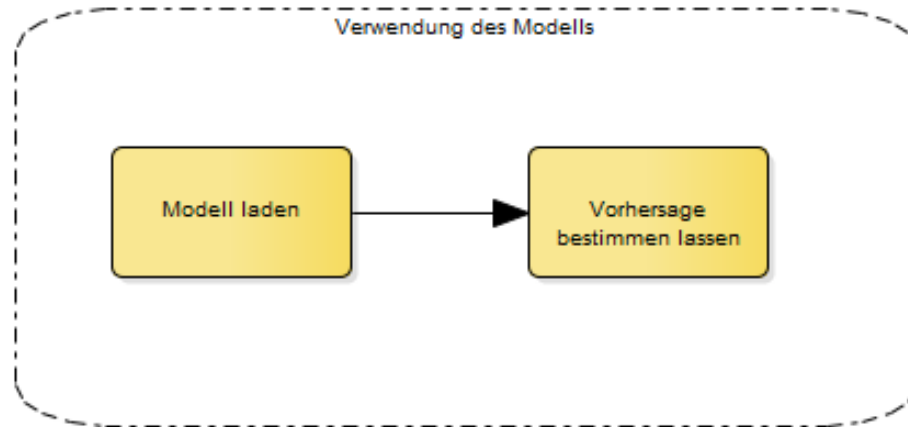 Verwendung des Modells
Modell laden
Vorhersage
bestimmen lassen